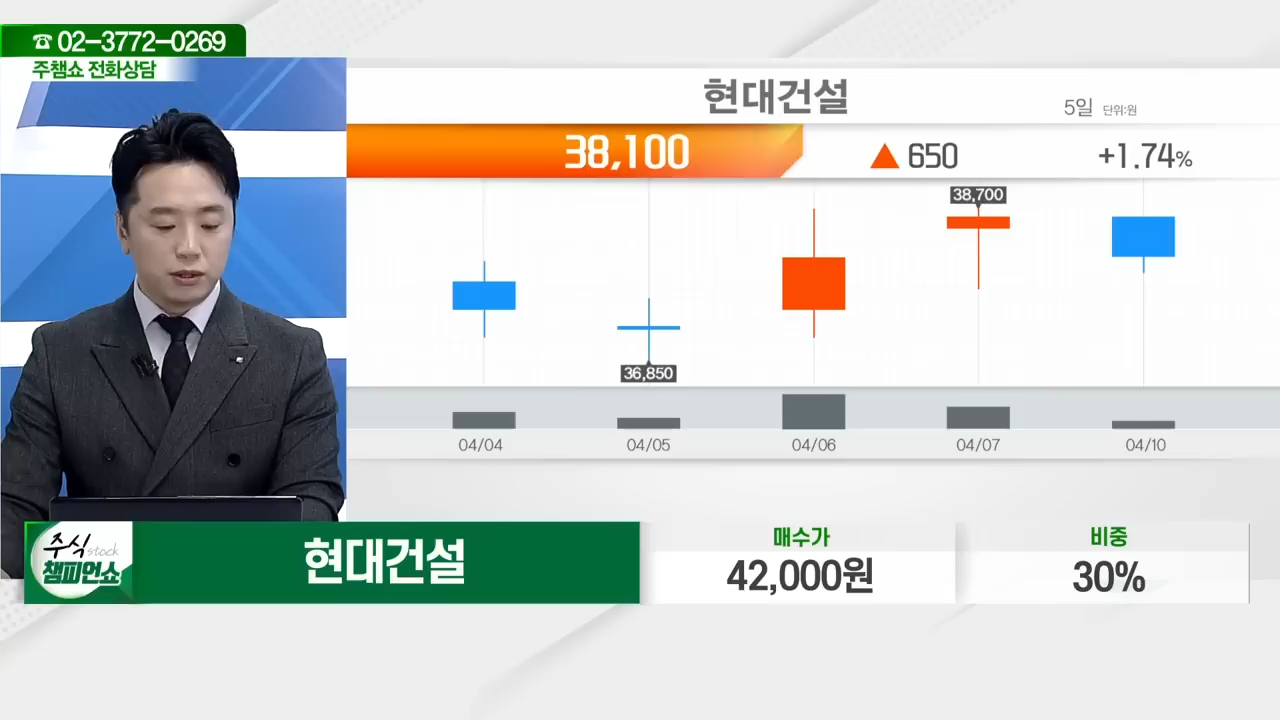 ☎ 02-3772-0269
주챔쇼 전화상담
현대건설
5일 단위:원
38,100 ▲ 650 +1.74%
38,700
36,850
04/04 04/05 04/06 04/07 04/10
주식 stock
챔피언쇼
현대건설
매수가
42,000원
비중
30%